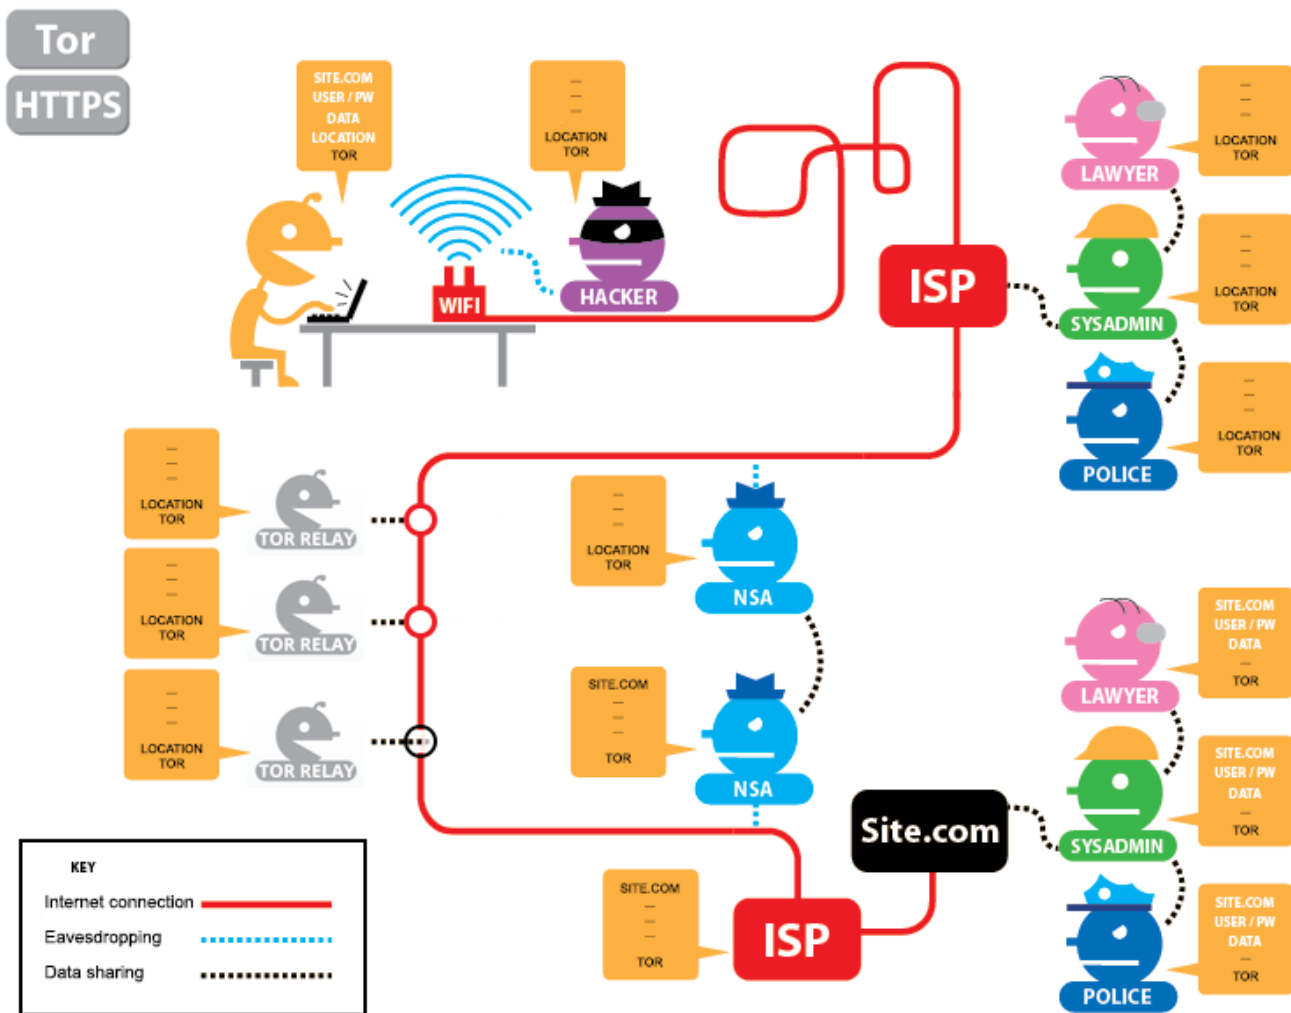 Tor
HTTPS
SITE.COM
USER / PW
DATA
LOCATION
TOR
—
—
—
LOCATION
TOR
WIFI
HACKER
ISP
LAWYER
—
—
—
LOCATION
TOR
SYSADMIN
—
—
—
LOCATION
TOR
POLICE
—
—
—
LOCATION
TOR
—
—
—
LOCATION
TOR
TOR RELAY
—
—
—
LOCATION
TOR
TOR RELAY
—
—
—
LOCATION
TOR
TOR RELAY
—
—
—
LOCATION
TOR
NSA
SITE.COM
—
—
—
TOR
NSA
LAWYER
SITE.COM
USER / PW
DATA
—
TOR
SYSADMIN
SITE.COM
USER / PW
DATA
—
TOR
POLICE
SITE.COM
USER / PW
DATA
—
TOR
Site.com
SITE.COM
—
—
—
TOR
ISP
KEY
Internet connection
Eavesdropping
Data sharing